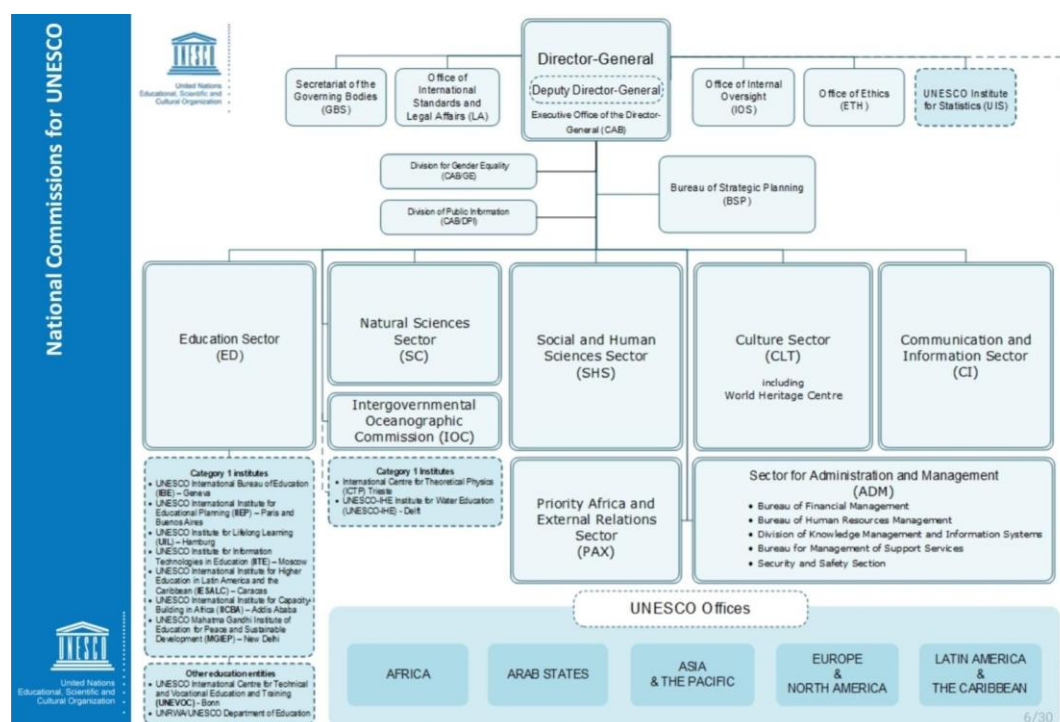 National Commissions for UNESCO
UNESCO
United Nations
Educational, Scientific and
Cultural Organization
Director-General
Deputy Director-General
Executive Office of the Director-
General (CAB)
Secretariat of the
Governing Bodies
(GBS)
Office of
International
Standards and
Legal Affairs (LA)
Office of Internal
Oversight
(IOS)
Office of Ethics
(ETH)
UNESCO Institute
for Statistics (UIS)
Division for Gender Equality
(CAB/GE)
Division of Public Information
(CAB/DPI)
Bureau of Strategic Planning
(BSP)
Education Sector
(ED)
Natural Sciences
Sector
(SC)
Intergovernmental
Oceanographic
Commission (IOC)
Social and Human
Sciences Sector
(SHS)
Culture Sector
(CLT)
including
World Heritage Centre
Communication and
Information Sector
(CI)
Category 1 institutes
• UNESCO International Bureau of Education
(IBE) – Geneva
• UNESCO International Institute for
Educational Planning (IIEP) – Paris and
Buenos Aires
• UNESCO Institute for Lifelong Learning
(UIL) – Hamburg
• UNESCO Institute for Information
Technologies in Education (IITE) – Moscow
• UNESCO International Institute for Higher
Education in Latin America and the
Caribbean (IESALC) – Caracas
• UNESCO International Institute for Capacity-
Building in Africa (IICBA) – Addis Ababa
• UNESCO Mahatma Gandhi Institute of
Education for Peace and Sustainable
Development (MGIEP) – New Delhi
Other education entities
• UNESCO International Centre for Technical
and Vocational Education and Training
(UNEVOC) - Bonn
• UNRWA/UNESCO Department of Education
Category 1 Institutes
• International Centre for Theoretical Physics
(ICTP) Trieste
• UNESCO-IHE Institute for Water Education
(UNESCO-IHE) - Delft
Priority Africa and
External Relations
Sector
(PAX)
Sector for Administration and Management
(ADM)
• Bureau of Financial Management
• Bureau of Human Resources Management
• Division of Knowledge Management and Information Systems
• Bureau for Management of Support Services
• Security and Safety Section
UNESCO Offices
AFRICA
ARAB STATES
ASIA
& THE PACIFIC
EUROPE
&
NORTH AMERICA
LATIN AMERICA
&
THE CARIBBEAN
UNESCO
United Nations
Educational, Scientific and
Cultural Organization
6/30